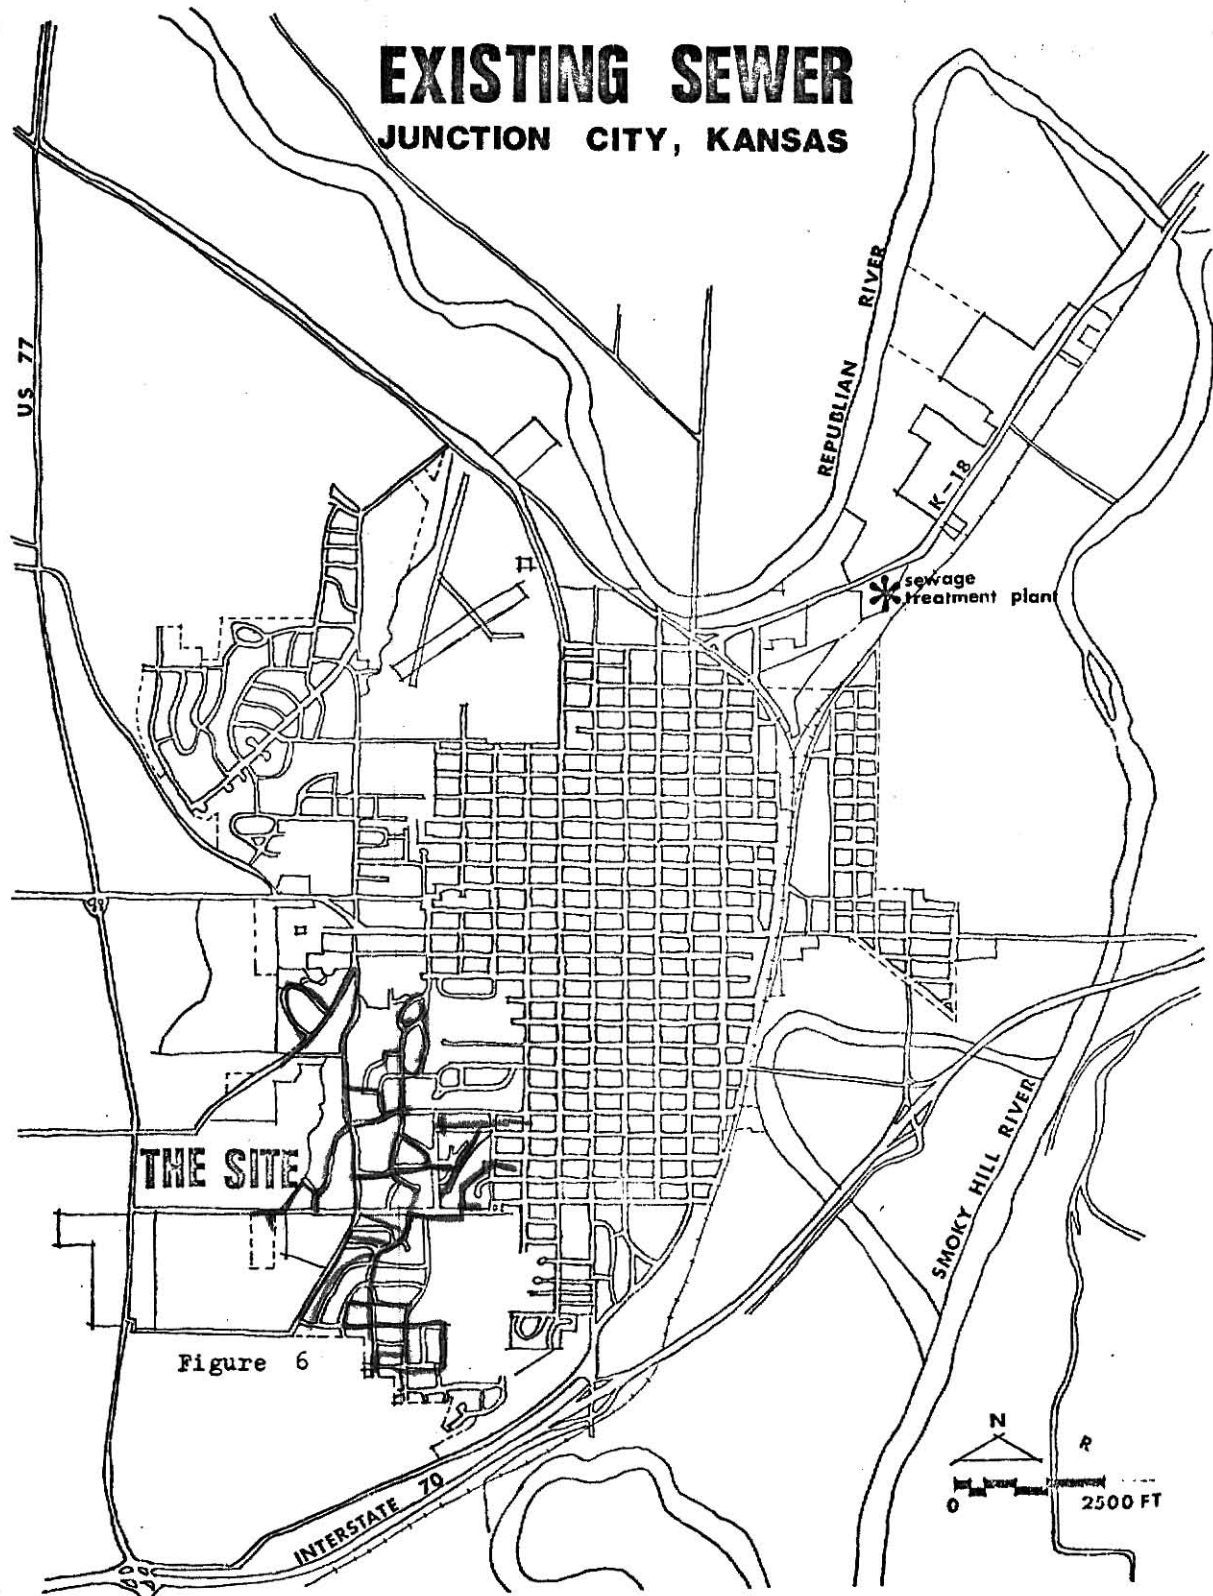 EXISTING SEWER
JUNCTION CITY, KANSAS
US 77
REPUBLIAN RIVER
K-18
sewage
treatment plant
THE SITE
SMOKY HILL RIVER
Figure 6
INTERSTATE 70
N
R
0 2500 FT